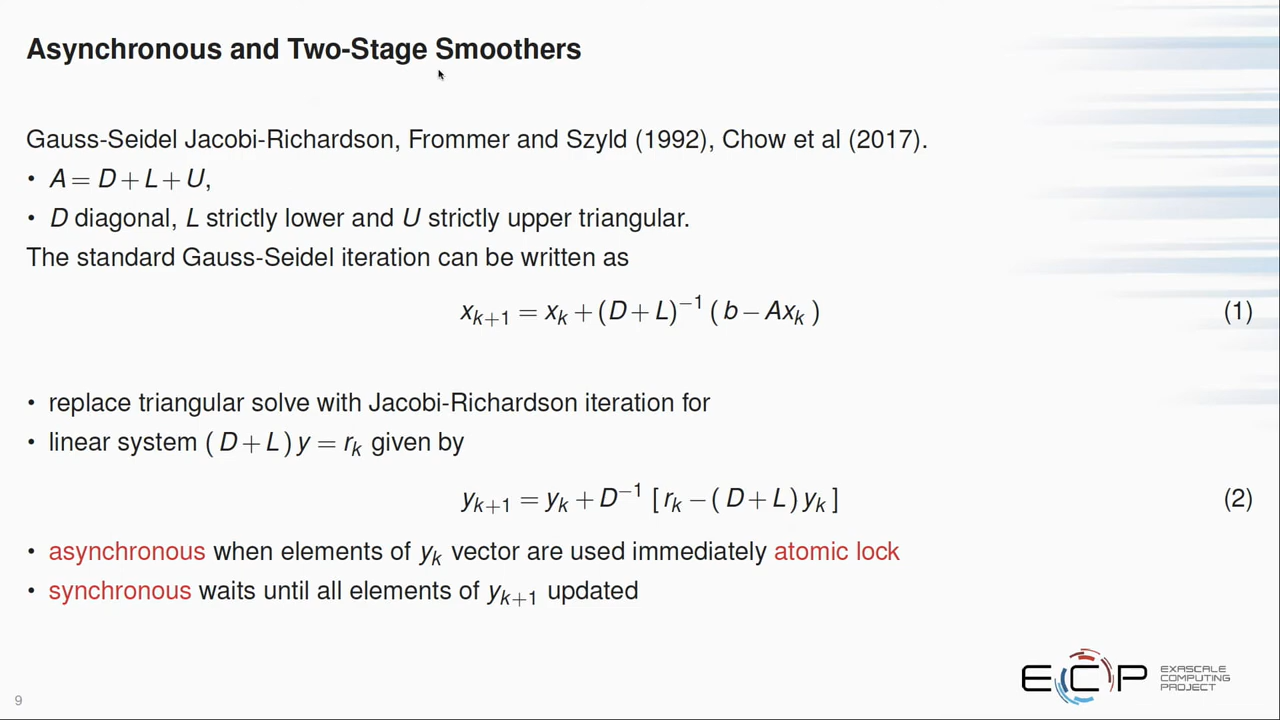 Asynchronous and Two-Stage Smoothers
Gauss-Seidel Jacobi-Richardson, Frommer and Szyld (1992), Chow et al (2017).
• A = D + L + U,
• D diagonal, L strictly lower and U strictly upper triangular.
The standard Gauss-Seidel iteration can be written as
x_{k+1} = x_k + (D + L)^{−1} ( b − Ax_k ) (1)
• replace triangular solve with Jacobi-Richardson iteration for
• linear system ( D + L ) y = r_k given by
y_{k+1} = y_k + D^{−1} [ r_k − ( D + L ) y_k ] (2)
• asynchronous when elements of y_k vector are used immediately atomic lock
• synchronous waits until all elements of y_{k+1} updated
ECP EXASCALE COMPUTING PROJECT
9